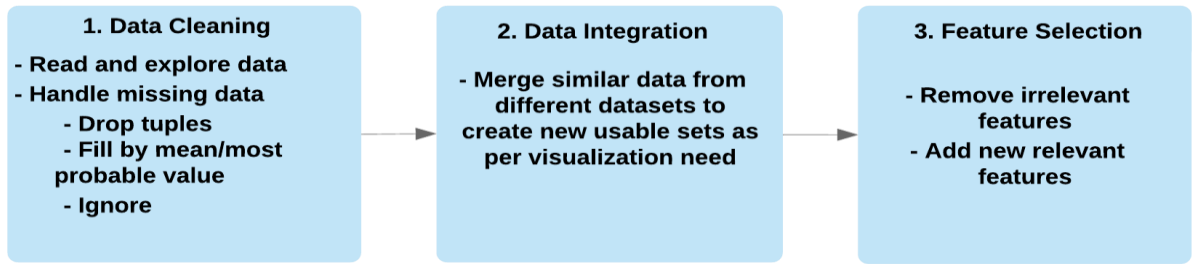 1. Data Cleaning
- Read and explore data
- Handle missing data
- Drop tuples
- Fill by mean/most
probable value
- Ignore
2. Data Integration
- Merge similar data from
different datasets to
create new usable sets as
per visualization need
3. Feature Selection
- Remove irrelevant
features
- Add new relevant
features